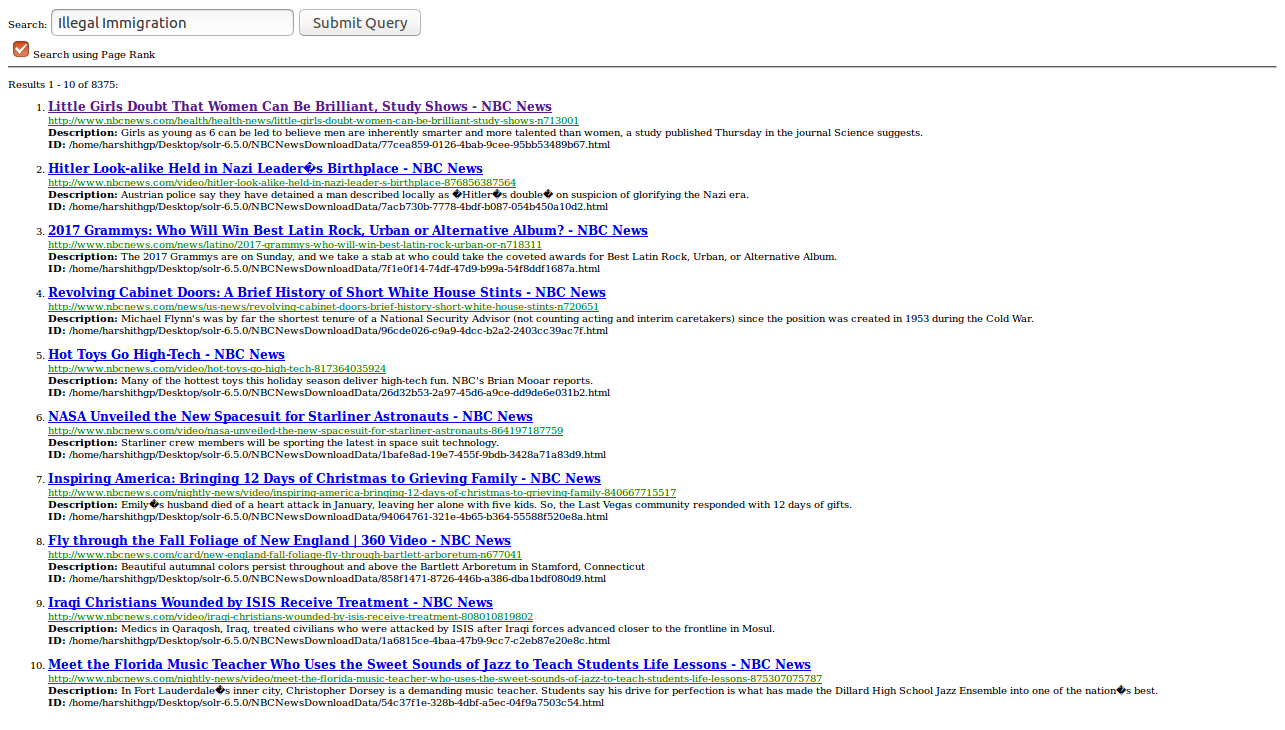 Search: Illegal Immigration Submit Query
Search using Page Rank
Results 1 - 10 of 8375:
1. Little Girls Doubt That Women Can Be Brilliant, Study Shows - NBC News
http://www.nbcnews.com/health/health-news/little-girls-doubt-women-can-be-brilliant-study-shows-n713001
Description: Girls as young as 6 can be led to believe men are inherently smarter and more talented than women, a study published Thursday in the journal Science suggests.
ID: /home/harshithgp/Desktop/solr-6.5.0/NBCNewsDownloadData/77cea859-0126-4bab-9cee-95bb53489b67.html
2. Hitler Look-alike Held in Nazi Leader�s Birthplace - NBC News
http://www.nbcnews.com/video/hitler-look-alike-held-in-nazi-leader-s-birthplace-876856387564
Description: Austrian police say they have detained a man described locally as �Hitler�s double� on suspicion of glorifying the Nazi era.
ID: /home/harshithgp/Desktop/solr-6.5.0/NBCNewsDownloadData/7acb730b-7778-4bdf-b087-054b450a10d2.html
3. 2017 Grammys: Who Will Win Best Latin Rock, Urban or Alternative Album? - NBC News
http://www.nbcnews.com/news/latino/2017-grammys-who-will-win-best-latin-rock-urban-or-n718311
Description: The 2017 Grammys are on Sunday, and we take a stab at who could take the coveted awards for Best Latin Rock, Urban, or Alternative Album.
ID: /home/harshithgp/Desktop/solr-6.5.0/NBCNewsDownloadData/7f1e0f14-74df-47d9-b99a-54f8ddf1687a.html
4. Revolving Cabinet Doors: A Brief History of Short White House Stints - NBC News
http://www.nbcnews.com/news/us-news/revolving-cabinet-doors-brief-history-short-white-house-stints-n720651
Description: Michael Flynn's was by far the shortest tenure of a National Security Advisor (not counting acting and interim caretakers) since the position was created in 1953 during the Cold War.
ID: /home/harshithgp/Desktop/solr-6.5.0/NBCNewsDownloadData/96cde026-c9a9-4dcc-b2a2-2403cc39ac7f.html
5. Hot Toys Go High-Tech - NBC News
http://www.nbcnews.com/video/hot-toys-go-high-tech-817364035924
Description: Many of the hottest toys this holiday season deliver high-tech fun. NBC's Brian Mooar reports.
ID: /home/harshithgp/Desktop/solr-6.5.0/NBCNewsDownloadData/26d32b53-2a97-45d6-a9ce-dd9de6e031b2.html
6. NASA Unveiled the New Spacesuit for Starliner Astronauts - NBC News
http://www.nbcnews.com/video/nasa-unveiled-the-new-spacesuit-for-starliner-astronauts-864197187759
Description: Starliner crew members will be sporting the latest in space suit technology.
ID: /home/harshithgp/Desktop/solr-6.5.0/NBCNewsDownloadData/1bafe8ad-19e7-455f-9bdb-3428a71a83d9.html
7. Inspiring America: Bringing 12 Days of Christmas to Grieving Family - NBC News
http://www.nbcnews.com/nightly-news/video/inspiring-america-bringing-12-days-of-christmas-to-grieving-family-840667715517
Description: Emily�s husband died of a heart attack in January, leaving her alone with five kids. So, the Last Vegas community responded with 12 days of gifts.
ID: /home/harshithgp/Desktop/solr-6.5.0/NBCNewsDownloadData/94064761-321e-4b65-b364-55588f520e8a.html
8. Fly through the Fall Foliage of New England | 360 Video - NBC News
http://www.nbcnews.com/card/new-england-fall-foliage-fly-through-bartlett-arboretum-n677041
Description: Beautiful autumnal colors persist throughout and above the Bartlett Arboretum in Stamford, Connecticut
ID: /home/harshithgp/Desktop/solr-6.5.0/NBCNewsDownloadData/858f1471-8726-446b-a386-dba1bdf080d9.html
9. Iraqi Christians Wounded by ISIS Receive Treatment - NBC News
http://www.nbcnews.com/video/iraqi-christians-wounded-by-isis-receive-treatment-808010819802
Description: Medics in Qaraqosh, Iraq, treated civilians who were attacked by ISIS after Iraqi forces advanced closer to the frontline in Mosul.
ID: /home/harshithgp/Desktop/solr-6.5.0/NBCNewsDownloadData/1a6815ce-4baa-47b9-9cc7-c2eb87e20e8c.html
10. Meet the Florida Music Teacher Who Uses the Sweet Sounds of Jazz to Teach Students Life Lessons - NBC News
http://www.nbcnews.com/nightly-news/video/meet-the-florida-music-teacher-who-uses-the-sweet-sounds-of-jazz-to-teach-students-life-lessons-875307075787
Description: In Fort Lauderdale�s inner city, Christopher Dorsey is a demanding music teacher. Students say his drive for perfection is what has made the Dillard High School Jazz Ensemble into one of the nation�s best.
ID: /home/harshithgp/Desktop/solr-6.5.0/NBCNewsDownloadData/54c37f1e-328b-4dbf-a5ec-04f9a7503c54.html